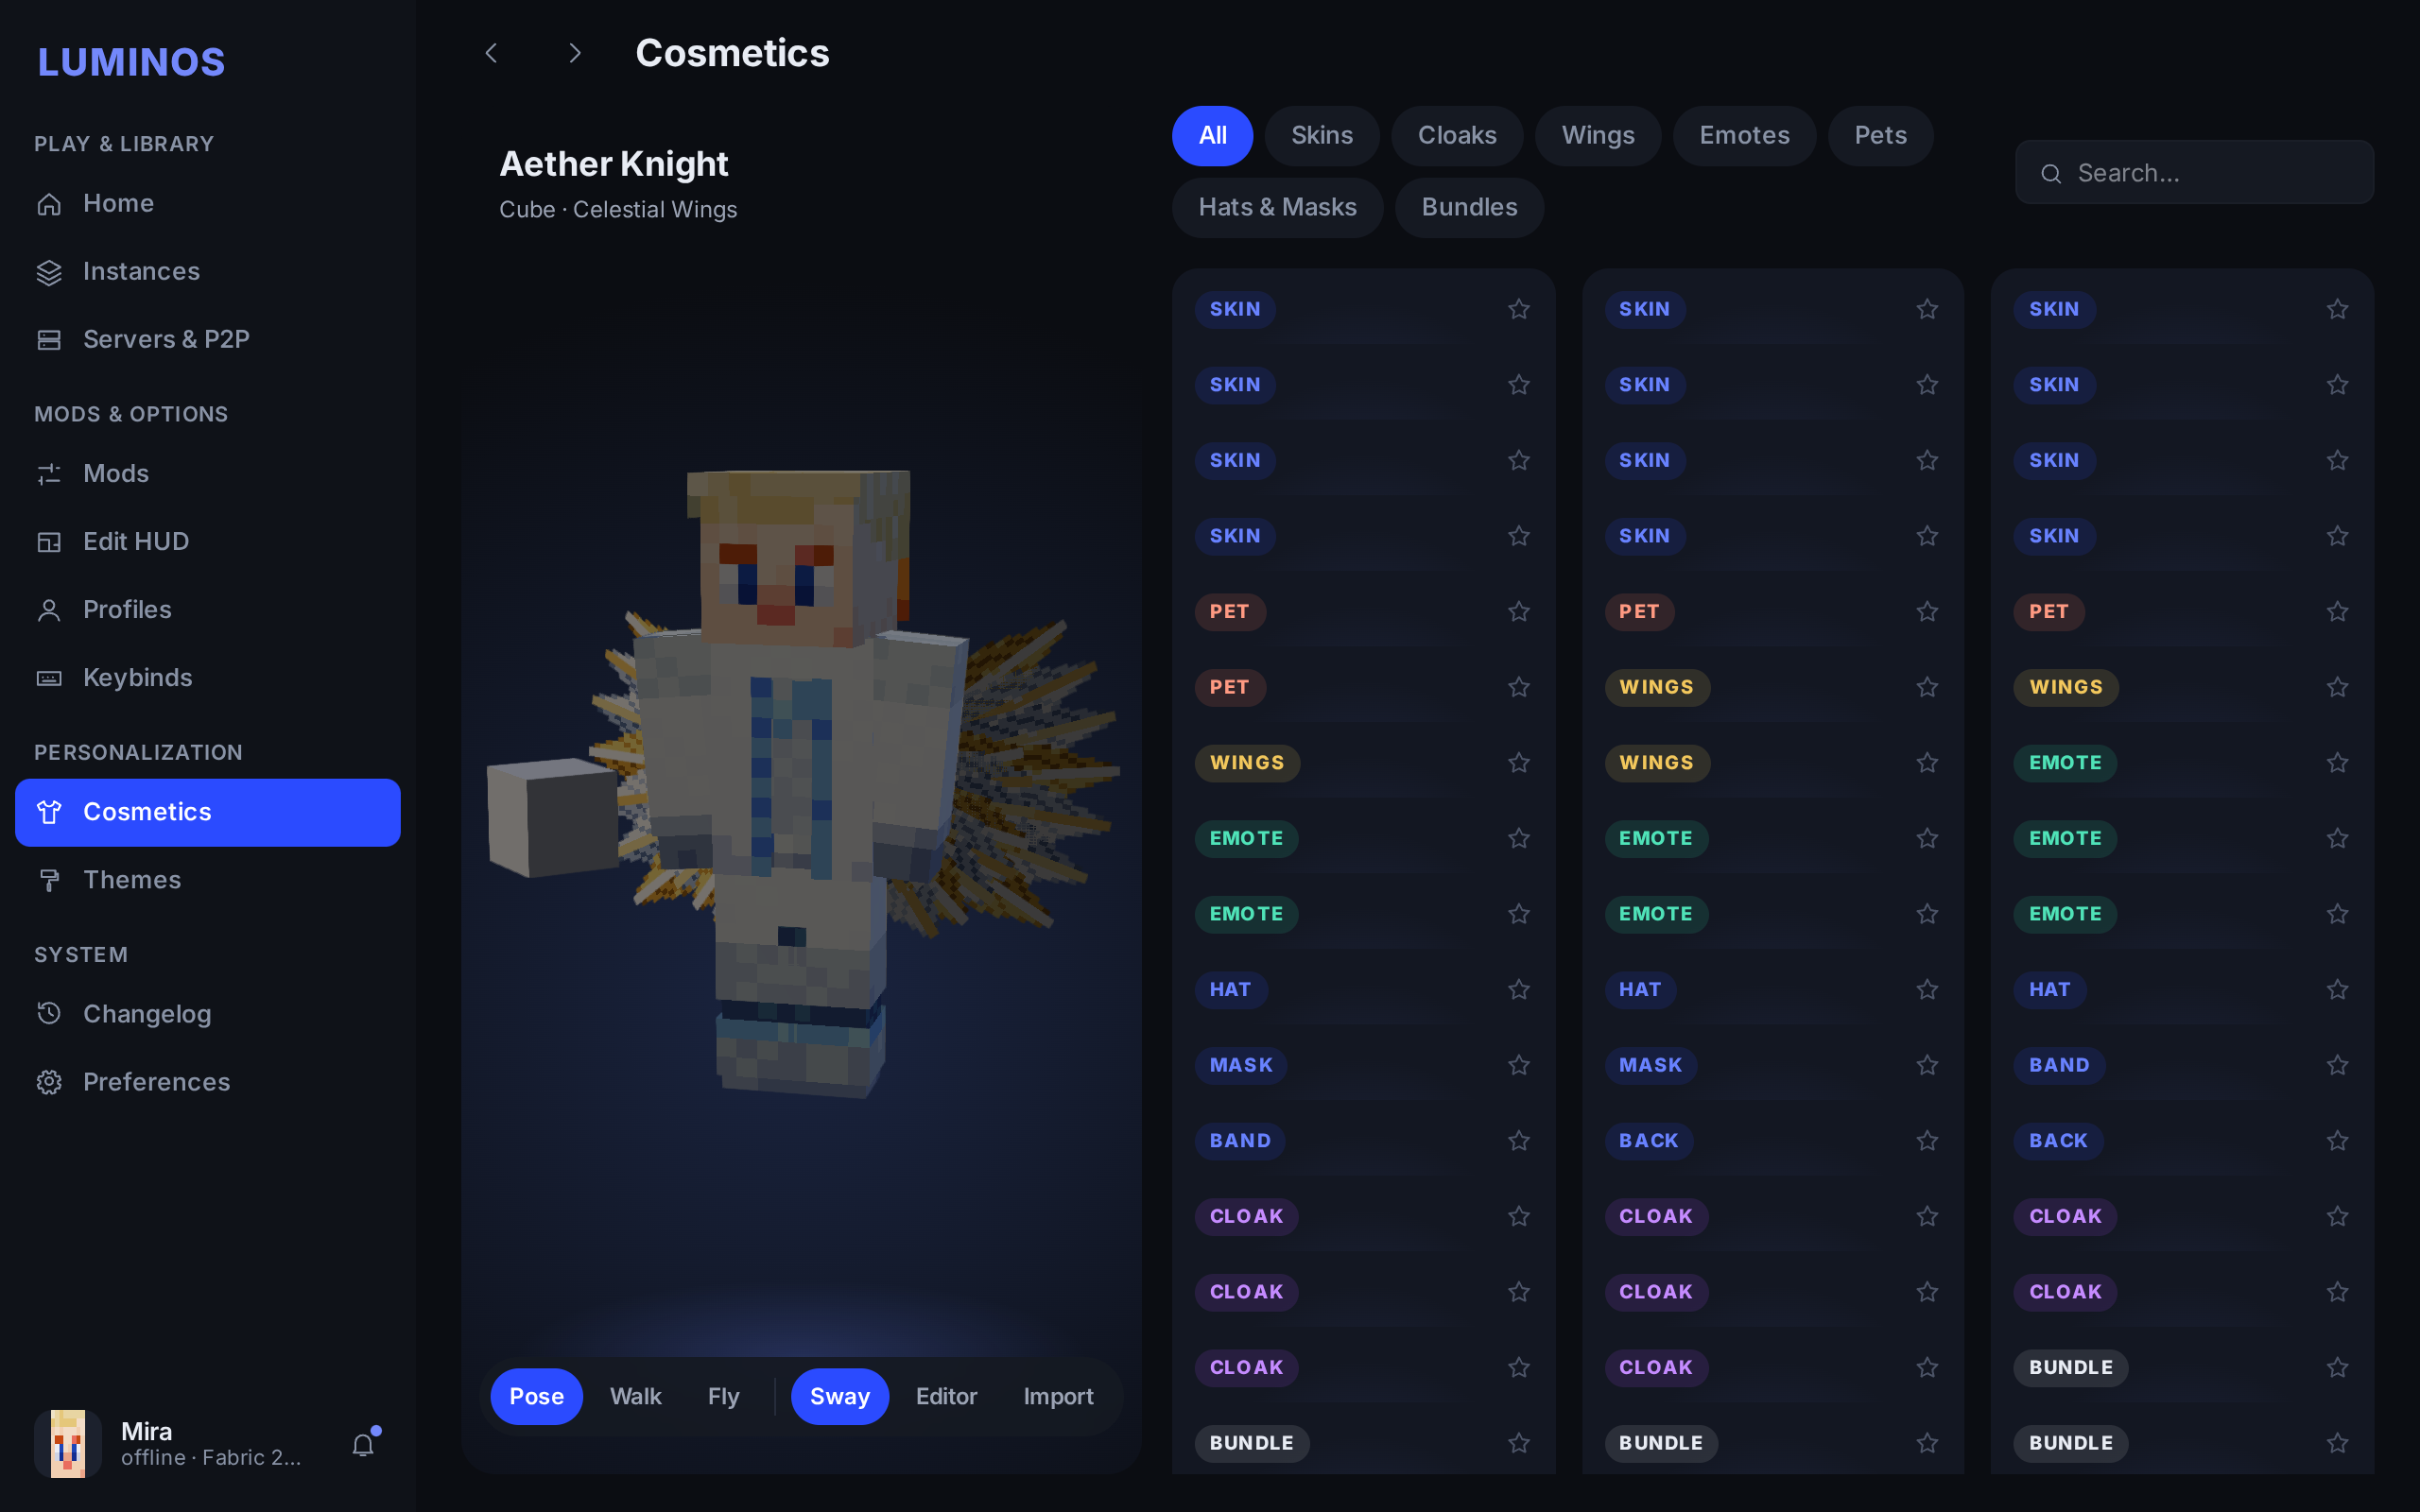 LUMINOS
PLAY & LIBRARY
Home
Instances
Servers & P2P
MODS & OPTIONS
Mods
Edit HUD
Profiles
Keybinds
PERSONALIZATION
Cosmetics
Themes
SYSTEM
Changelog
Preferences
Mira
offline · Fabric 2...
Cosmetics
Aether Knight
Cube · Celestial Wings
Pose Walk Fly Sway Editor Import
All Skins Cloaks Wings Emotes Pets
Hats & Masks Bundles
Search...
SKIN SKIN SKIN
SKIN SKIN SKIN
SKIN SKIN SKIN
SKIN SKIN SKIN
PET PET PET
PET WINGS WINGS
WINGS WINGS EMOTE
EMOTE EMOTE EMOTE
EMOTE EMOTE EMOTE
HAT HAT HAT
MASK MASK BAND
BAND BACK BACK
CLOAK CLOAK CLOAK
CLOAK CLOAK CLOAK
CLOAK CLOAK BUNDLE
BUNDLE BUNDLE BUNDLE